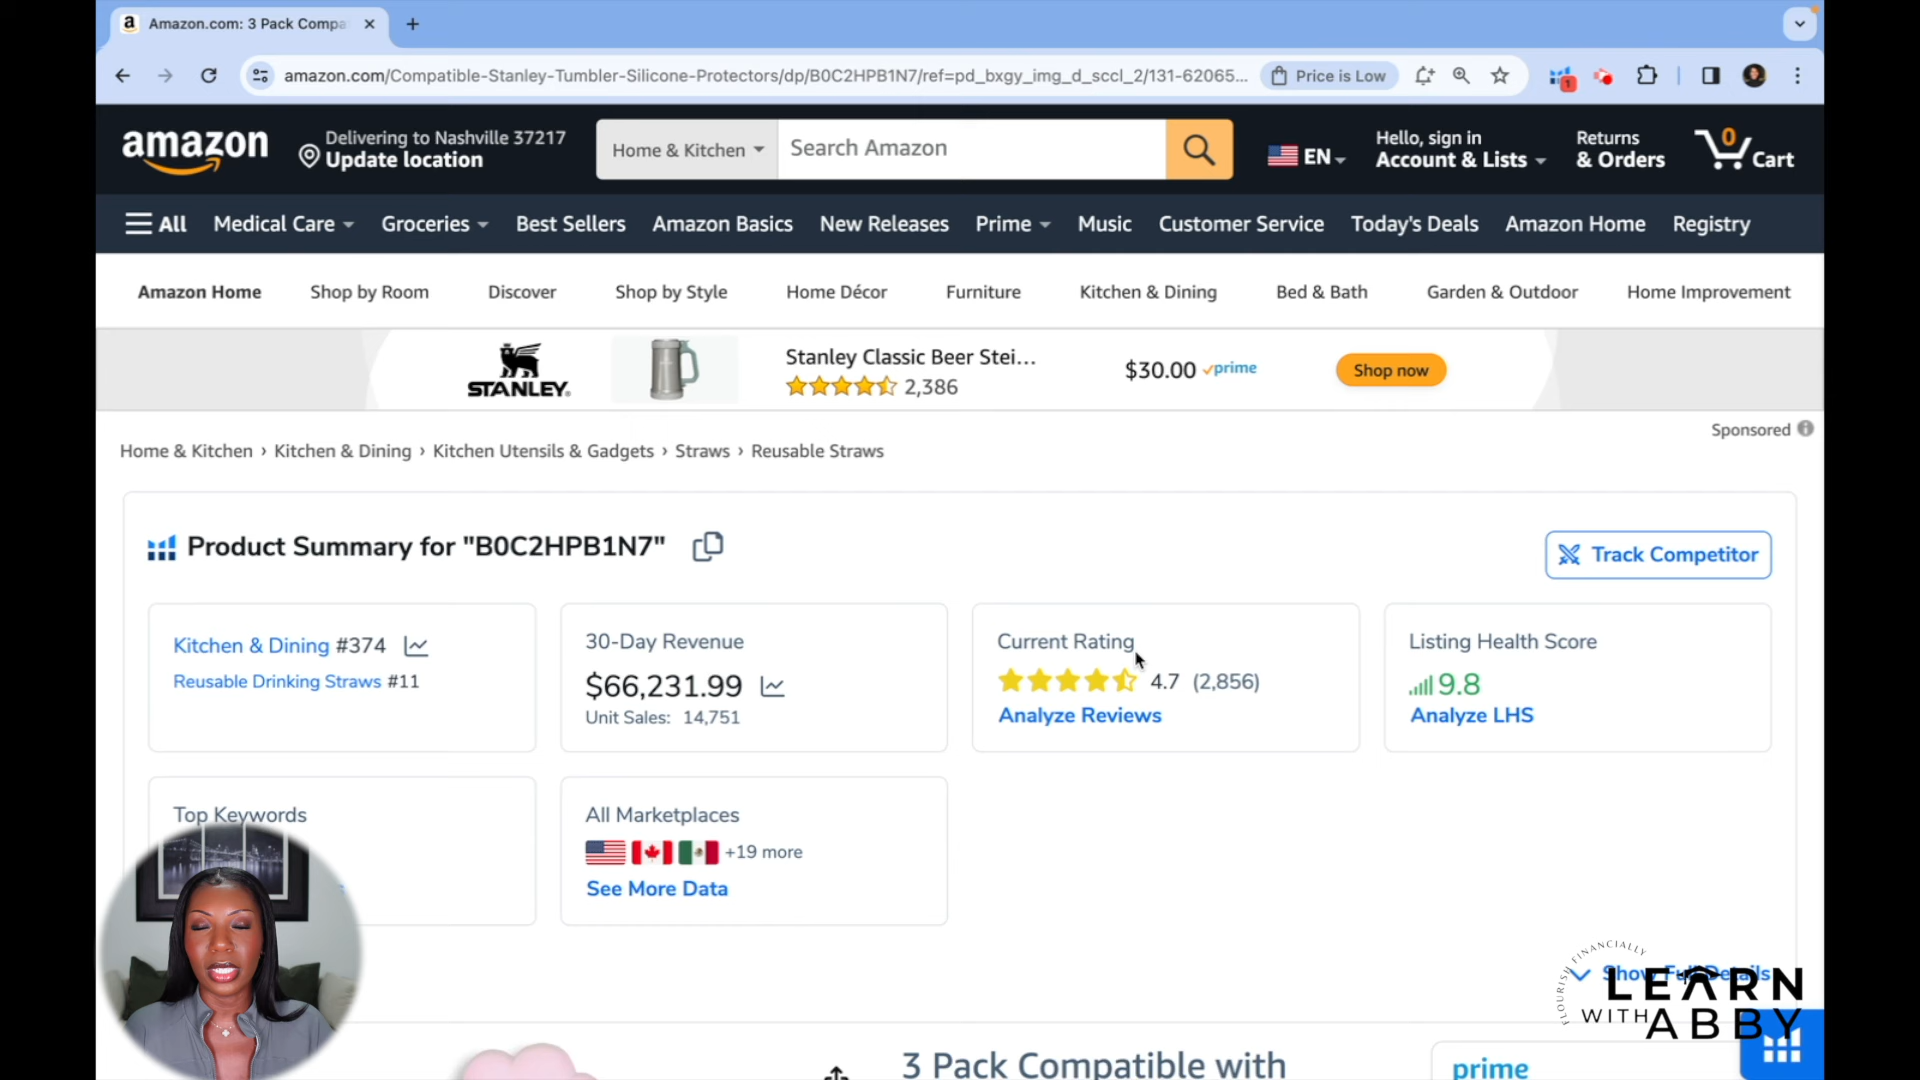 Amazon.com: 3 Pack Compa
amazon.com/Compatible-Stanley-Tumbler-Silicone-Protectors/dp/B0C2HPB1N7/ref=pd_bxgy_img_d_sccl_2/131-62065...
Price is Low
1
amazon
Delivering to Nashville 37217
Update location
Home & Kitchen
Search Amazon
EN
Hello, sign in
Account & Lists
Returns
& Orders
0
Cart
All
Medical Care
Groceries
Best Sellers
Amazon Basics
New Releases
Prime
Music
Customer Service
Today's Deals
Amazon Home
Registry
Amazon Home
Shop by Room
Discover
Shop by Style
Home Décor
Furniture
Kitchen & Dining
Bed & Bath
Garden & Outdoor
Home Improvement
STANLEY.
Stanley Classic Beer Stei...
2,386
$30.00 prime
Shop now
Sponsored
Home & Kitchen › Kitchen & Dining › Kitchen Utensils & Gadgets › Straws › Reusable Straws
Product Summary for "B0C2HPB1N7"
Track Competitor
Kitchen & Dining #374
Reusable Drinking Straws #11
30-Day Revenue
$66,231.99
Unit Sales: 14,751
Current Rating
4.7 (2,856)
Analyze Reviews
Listing Health Score
9.8
Analyze LHS
Top Keywords
All Marketplaces
+19 more
See More Data
Show Full Details
FLOURISH FINANCIALLY
LEARN
WITH ABBY
3 Pack Compatible with
prime